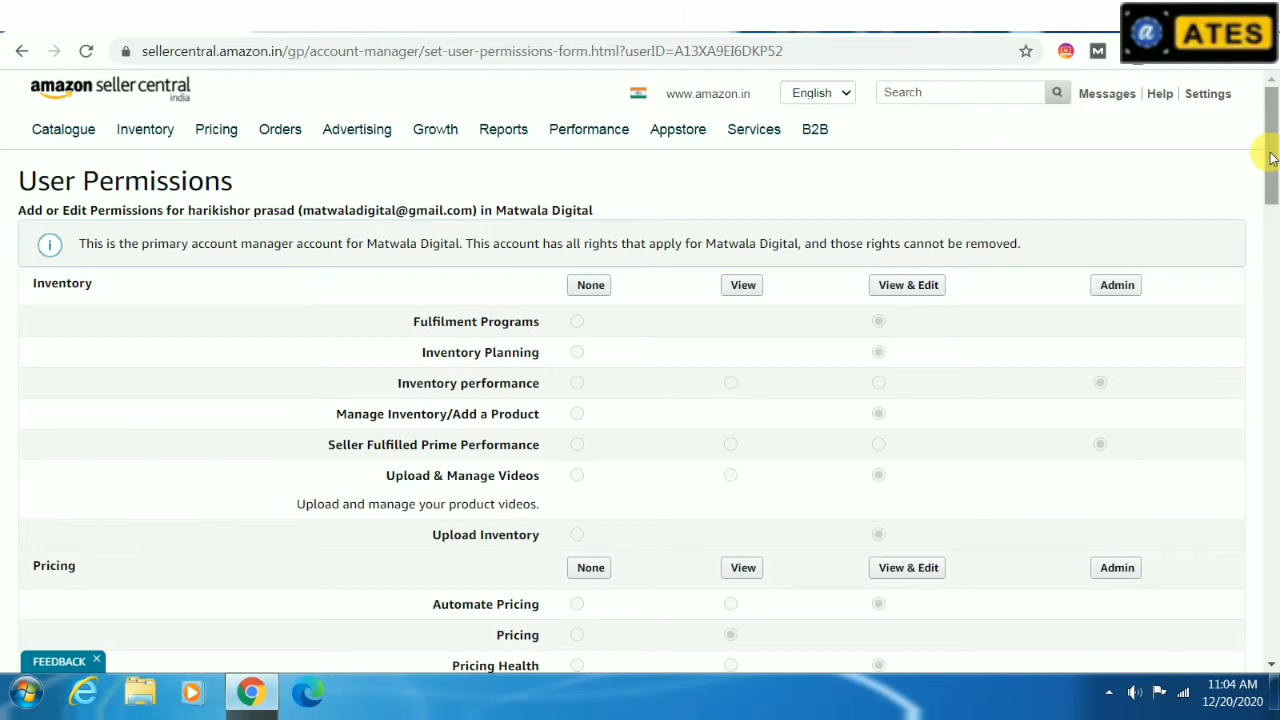 @ ATES
sellercentral.amazon.in/gp/account-manager/set-user-permissions-form.html?userID=A13XA9EI6DKP52
M
amazon seller central
india
www.amazon.in
English
Search
Messages | Help | Settings
Catalogue Inventory Pricing Orders Advertising Growth Reports Performance Appstore Services B2B
User Permissions
Add or Edit Permissions for harikishor prasad (matwaladigital@gmail.com) in Matwala Digital
i This is the primary account manager account for Matwala Digital. This account has all rights that apply for Matwala Digital, and those rights cannot be removed.
Inventory None View View & Edit Admin
Fulfilment Programs
Inventory Planning
Inventory performance
Manage Inventory/Add a Product
Seller Fulfilled Prime Performance
Upload & Manage Videos
Upload and manage your product videos.
Upload Inventory
Pricing None View View & Edit Admin
Automate Pricing
Pricing
Pricing Health
FEEDBACK ×
11:04 AM
12/20/2020